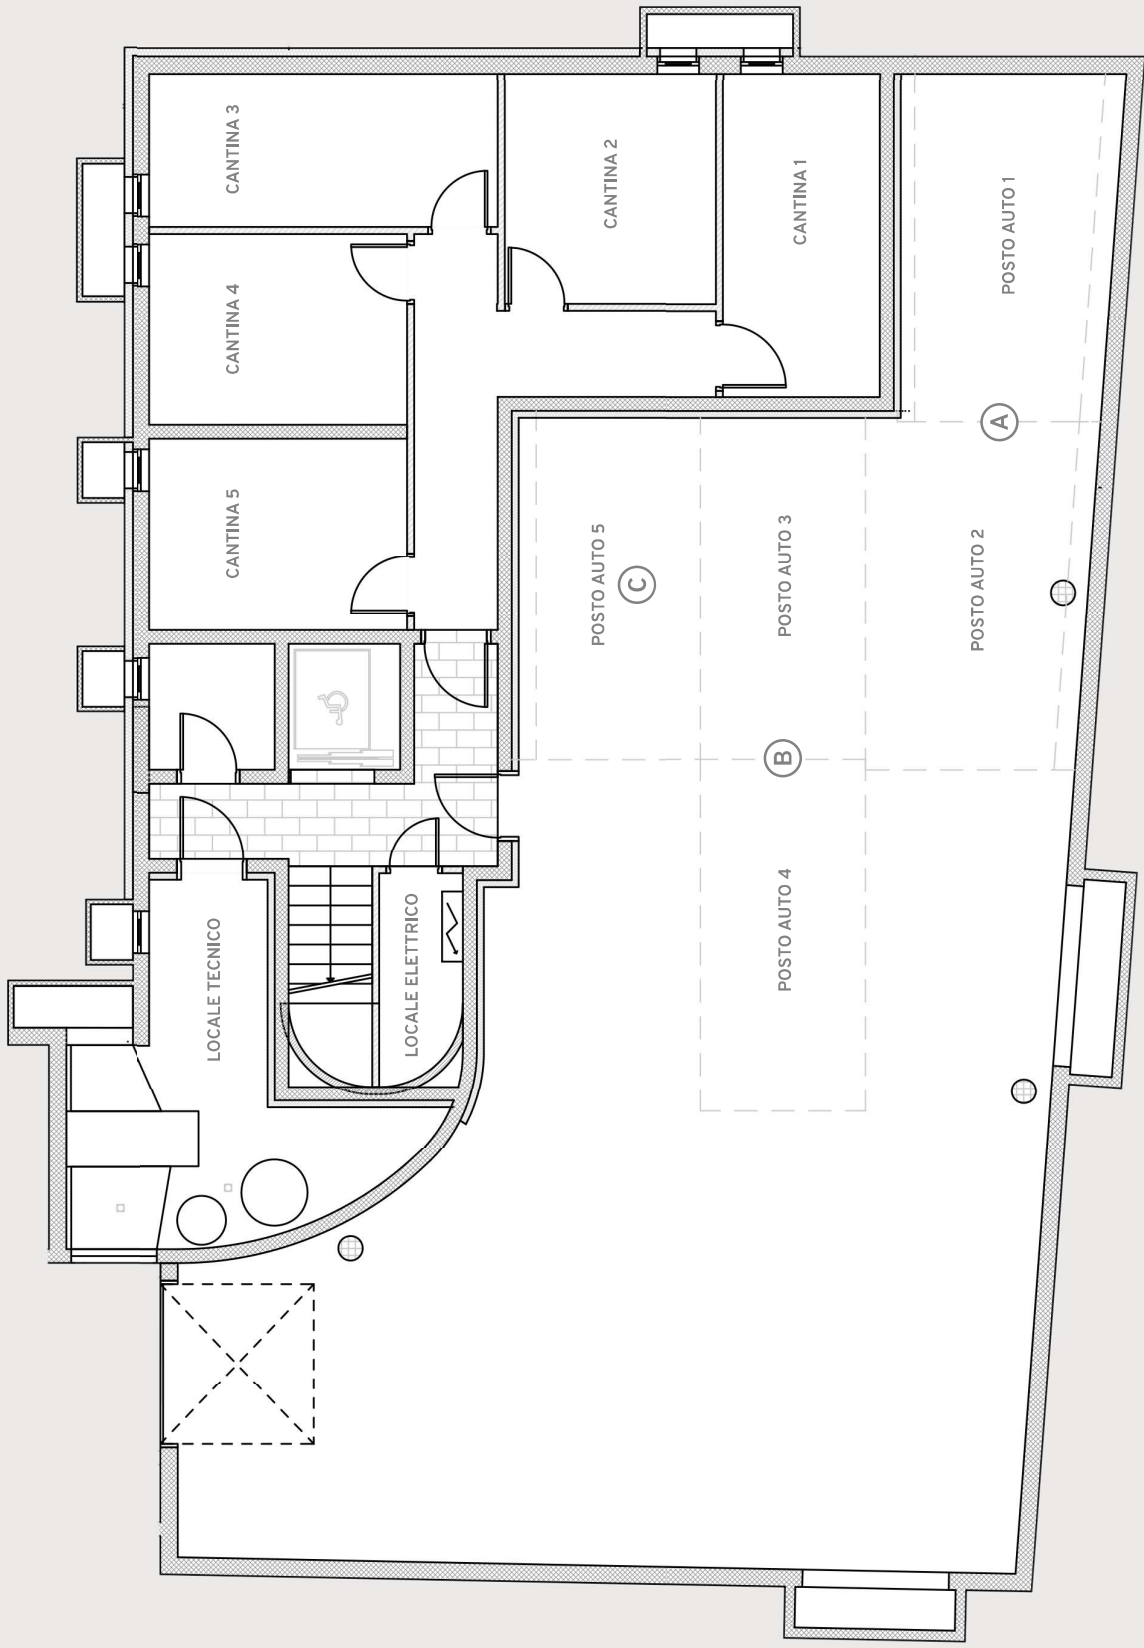 CANTINA 3
CANTINA 2
CANTINA 1
POSTO AUTO 1
CANTINA 4
A
CANTINA 5
POSTO AUTO 5
C
POSTO AUTO 3
POSTO AUTO 2
B
LOCALE TECNICO
LOCALE ELETTRICO
POSTO AUTO 4